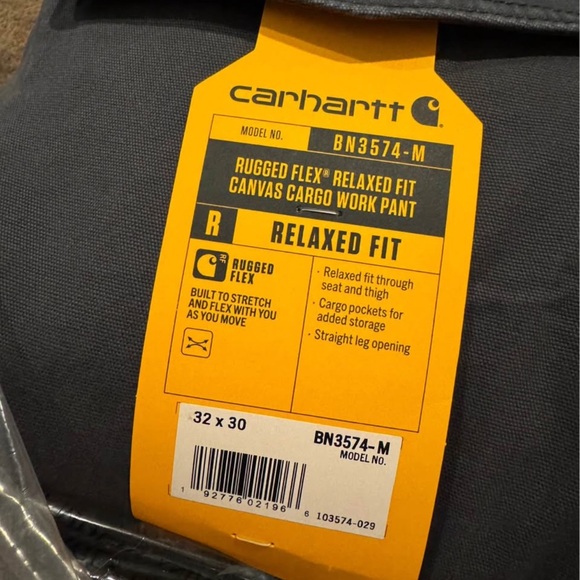 carhartt
MODEL NO. BN3574-M
RUGGED FLEX® RELAXED FIT
CANVAS CARGO WORK PANT
R RELAXED FIT
RUGGED
FLEX
BUILT TO STRETCH
AND FLEX WITH YOU
AS YOU MOVE
· Relaxed fit through
seat and thigh
· Cargo pockets for
added storage
· Straight leg opening
32 x 30
BN3574-M
MODEL NO.
1 92776 02196 6
103574-029